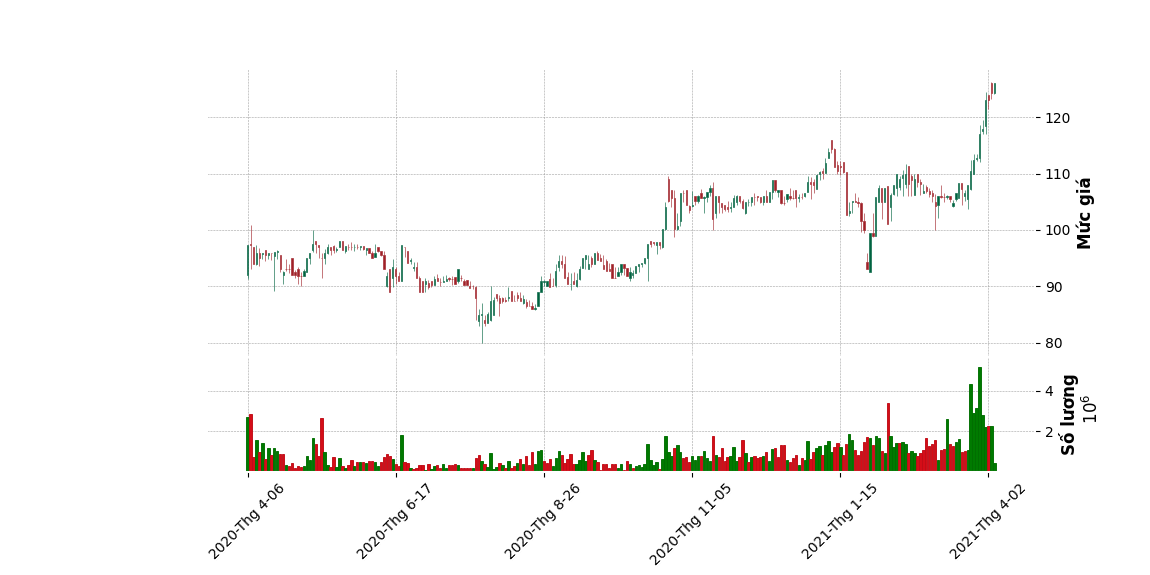 120
110
100
90
80
Mức giá
4
2
Số lượng
10^6
2020-Thg 4-06
2020-Thg 6-17
2020-Thg 8-26
2020-Thg 11-05
2021-Thg 1-15
2021-Thg 4-02